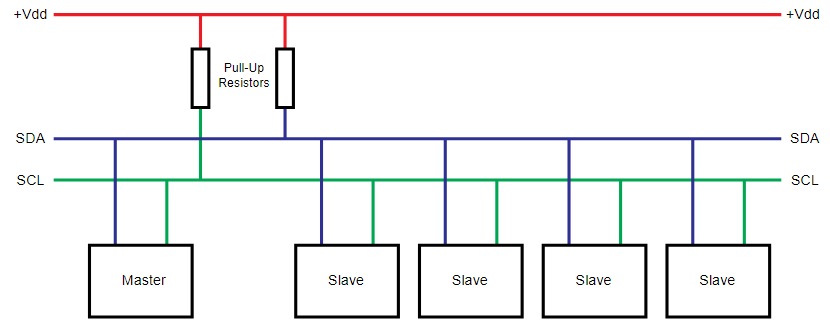 +Vdd
+Vdd
Pull-Up
Resistors
SDA
SDA
SCL
SCL
Master
Slave
Slave
Slave
Slave